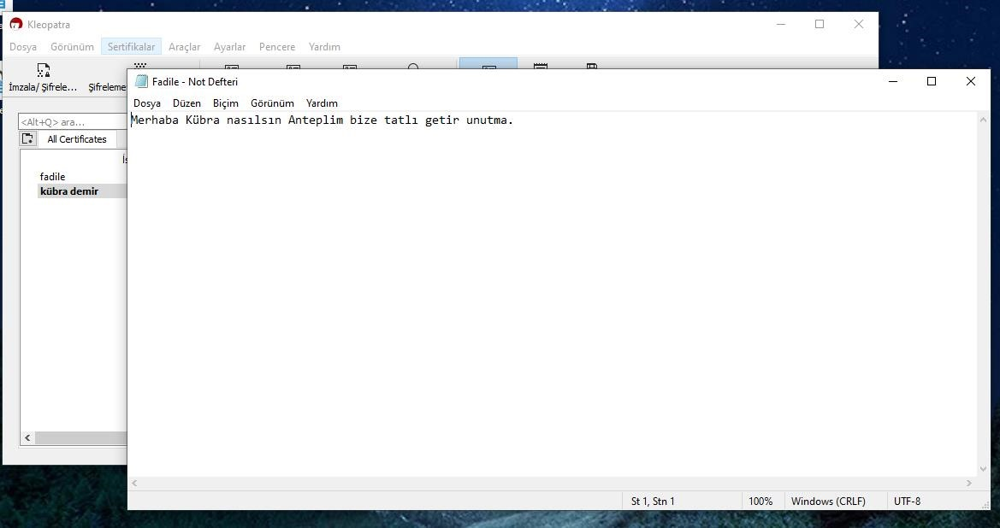 Kleopatra
Dosya Görünüm Sertifikalar Araçlar Ayarlar Pencere Yardım
İmzala/Şifrele... Şifreleme
<Alt+Q> ara...
All Certificates
fadile
kübra demir
Fadile - Not Defteri
Dosya Düzen Biçim Görünüm Yardım
Merhaba Kübra nasılsın Anteplim bize tatlı getir unutma.
St 1, Stn 1 100% Windows (CRLF) UTF-8